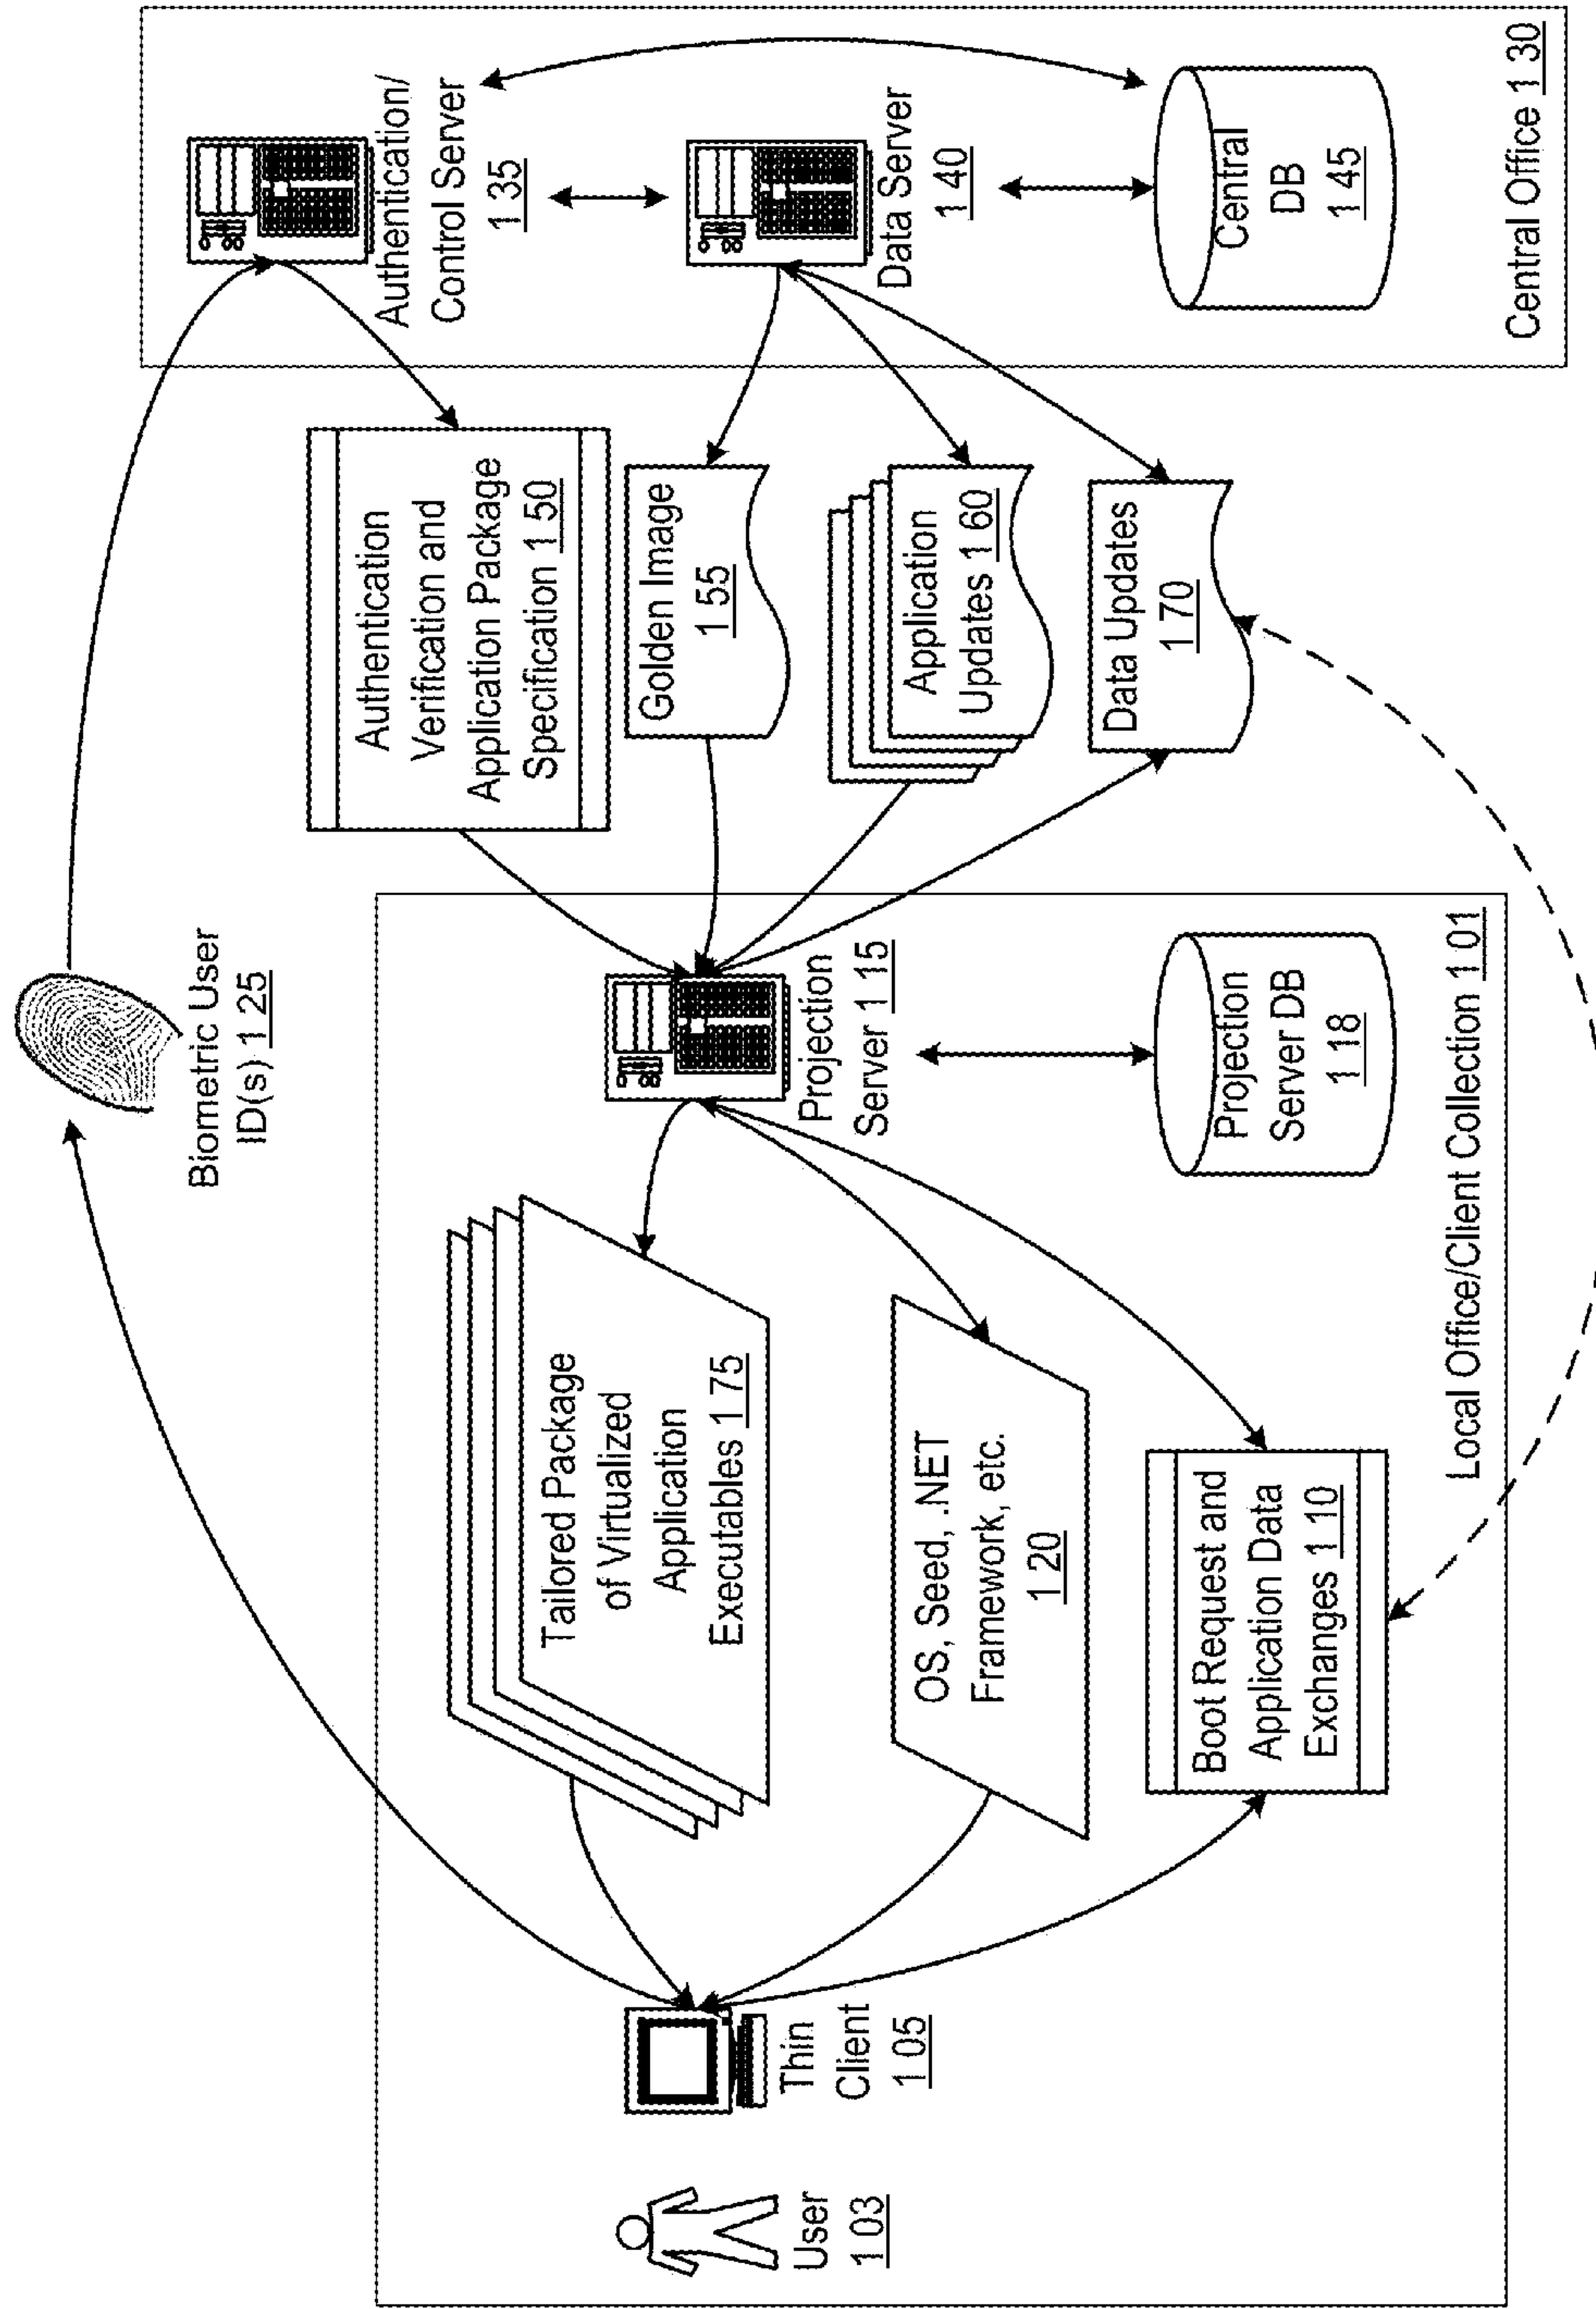 Biometric User
ID(s) 125
User
103
Thin
Client
105
Tailored Package
of Virtualized
Application
Executables 175
OS, Seed, .NET
Framework, etc.
120
Boot Request and
Application Data
Exchanges 110
Projection
Server 115
Projection
Server DB
118
Local Office/Client Collection 101
Authentication
Verification and
Application Package
Specification 150
Golden Image
155
Application
Updates 160
Data Updates
170
Authentication/
Control Server
135
Data Server
140
Central
DB
145
Central Office 130